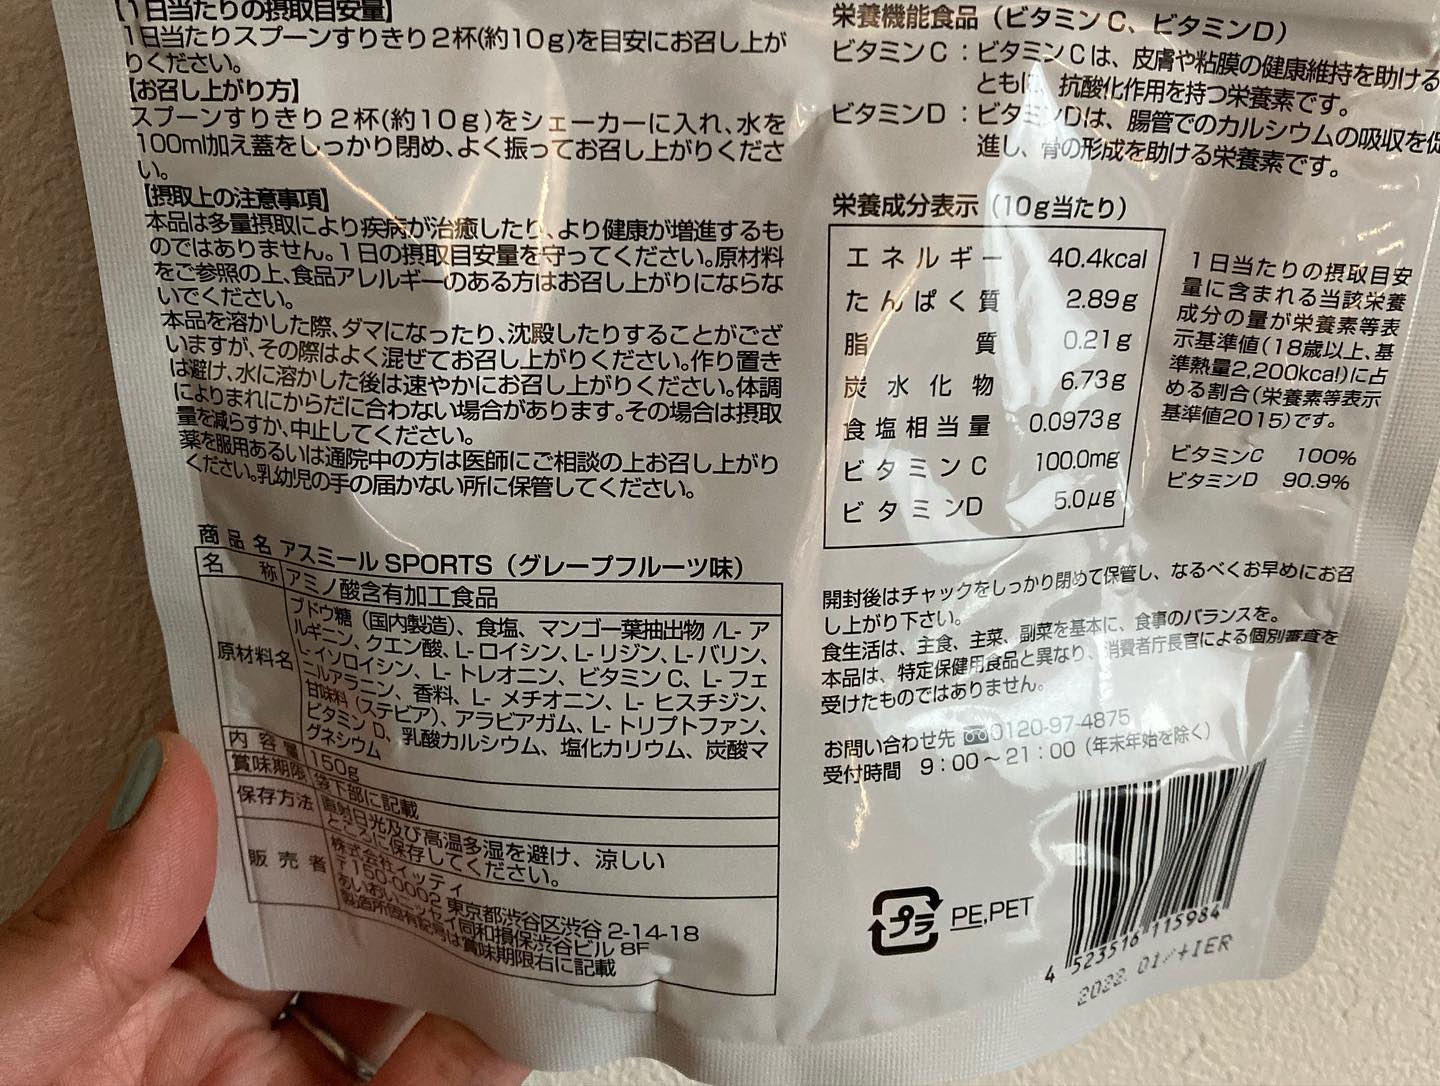 【1日当たりの摂取目安量】
1日当たりスプーンすりきり2杯(約10g)を目安にお召し上が
りください。
【お召し上がり方】
スプーンすりきり2杯(約10g)をシェーカーに入れ、水を
100ml加え蓋をしっかり閉め、よく振ってお召し上がりくださ
い。
【摂取上の注意事項】
本品は多量摂取により疾病が治癒したり、より健康が増進するも
のではありません。1日の摂取目安量を守ってください。原材料
をご参照の上、食品アレルギーのある方はお召し上がりにならな
いでください。
本品を溶かした際、ダマになったり、沈殿したりすることがござ
いますが、その際はよく混ぜてお召し上がりください。作り置き
は避け、水に溶かした後は速やかにお召し上がりください。体調
によりまれにからだに合わない場合があります。その場合は摂取
量を減らすか、中止してください。
薬を服用あるいは通院中の方は医師にご相談の上お召し上がり
ください。乳幼児の手の届かない所に保管してください。
商品名 アスミール SPORTS(グレープフルーツ味)
名称 アミノ酸含有加工食品
原材料名 ブドウ糖(国内製造)、食塩、マンゴー葉抽出物/L-ア
ルギニン、クエン酸、L-ロイシン、L-リジン、L-バリン、
L-イソロイシン、L-トレオニン、ビタミンC、L-フェ
ニルアラニン、香料、L-メチオニン、L-ヒスチジン、
甘味料(ステビア)、アラビアガム、L-トリプトファン、
ビタミンD、乳酸カルシウム、塩化カリウム、炭酸マ
グネシウム
内容量 150g
賞味期限 袋下部に記載
保存方法 直射日光及び高温多湿を避け、涼しい
ところに保存してください。
販売者 株式会社イッティ
〒150-0002 東京都渋谷区渋谷 2-14-18
あいおいニッセイ同和損保渋谷ビル 8F
製造所固有記号は賞味期限右に記載
栄養機能食品(ビタミンC、ビタミンD)
ビタミンC:ビタミンCは、皮膚や粘膜の健康維持を助ける
ともに、抗酸化作用を持つ栄養素です。
ビタミンD:ビタミンDは、腸管でのカルシウムの吸収を促
進し、骨の形成を助ける栄養素です。
栄養成分表示(10g当たり)
エネルギー 40.4kcal
たんぱく質 2.89g
脂質 0.21g
炭水化物 6.73g
食塩相当量 0.0973g
ビタミンC 100.0mg
ビタミンD 5.0μg
1日当たりの摂取目安
量に含まれる当該栄養
成分の量が栄養素等表
示基準値(18歳以上、基
準熱量2,200kcal)に占
める割合(栄養素等表示
基準値2015)です。
ビタミンC 100%
ビタミンD 90.9%
開封後はチャックをしっかり閉めて保管し、なるべくお早めにお召
し上がり下さい。
食生活は、主食、主菜、副菜を基本に、食事のバランスを。
本品は、特定保健用食品と異なり、消費者庁長官による個別審査を
受けたものではありません。
お問い合わせ先 0120-97-4875
受付時間 9:00~21:00(年末年始を除く)
プラ PE,PET
4 523516 115984
2022.01/+IER